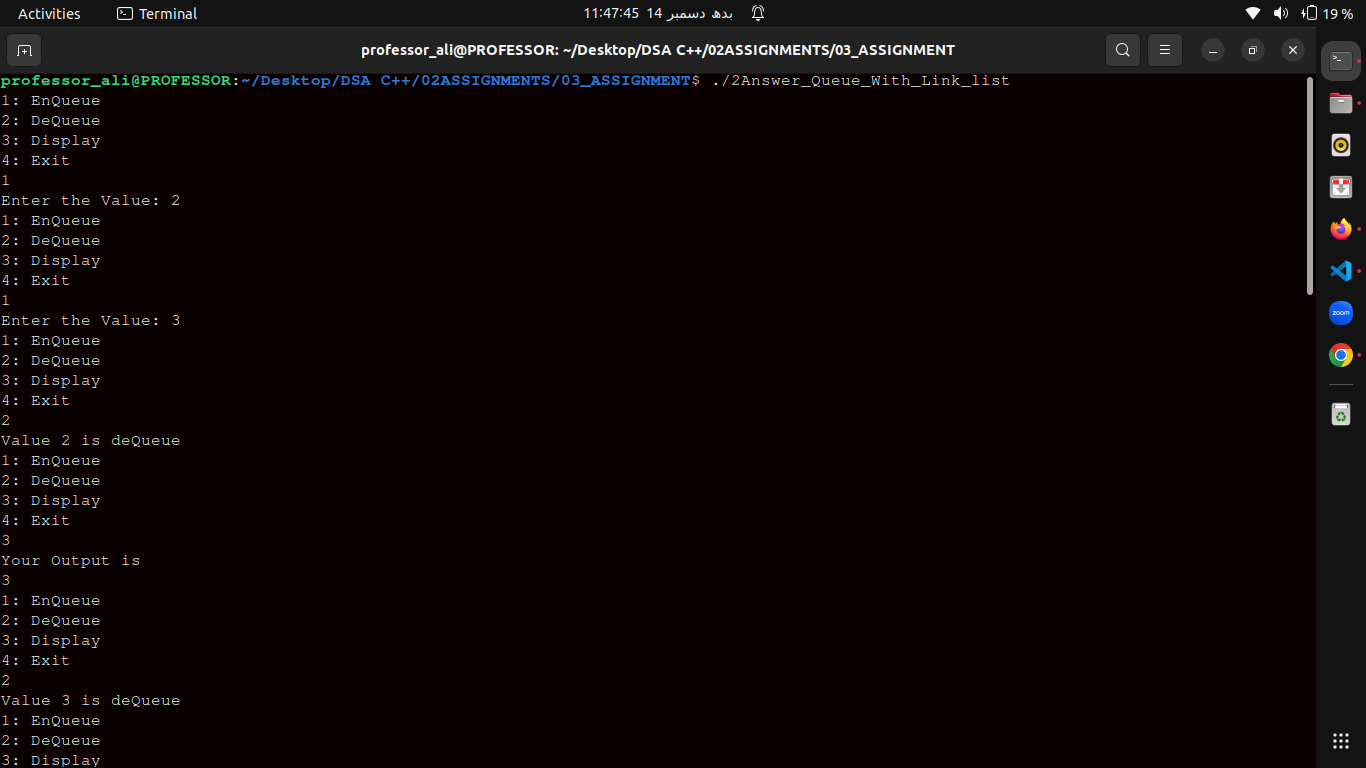 Activities
Terminal
11:47:45 14 بدھ دسمبر
19 %
professor_ali@PROFESSOR: ~/Desktop/DSA C++/02ASSIGNMENTS/03_ASSIGNMENT
professor_ali@PROFESSOR:~/Desktop/DSA C++/02ASSIGNMENTS/03_ASSIGNMENT$ ./2Answer_Queue_With_Link_list
1: EnQueue
2: DeQueue
3: Display
4: Exit
1
Enter the Value: 2
1: EnQueue
2: DeQueue
3: Display
4: Exit
1
Enter the Value: 3
1: EnQueue
2: DeQueue
3: Display
4: Exit
2
Value 2 is deQueue
1: EnQueue
2: DeQueue
3: Display
4: Exit
3
Your Output is
3
1: EnQueue
2: DeQueue
3: Display
4: Exit
2
Value 3 is deQueue
1: EnQueue
2: DeQueue
3: Display
zoom